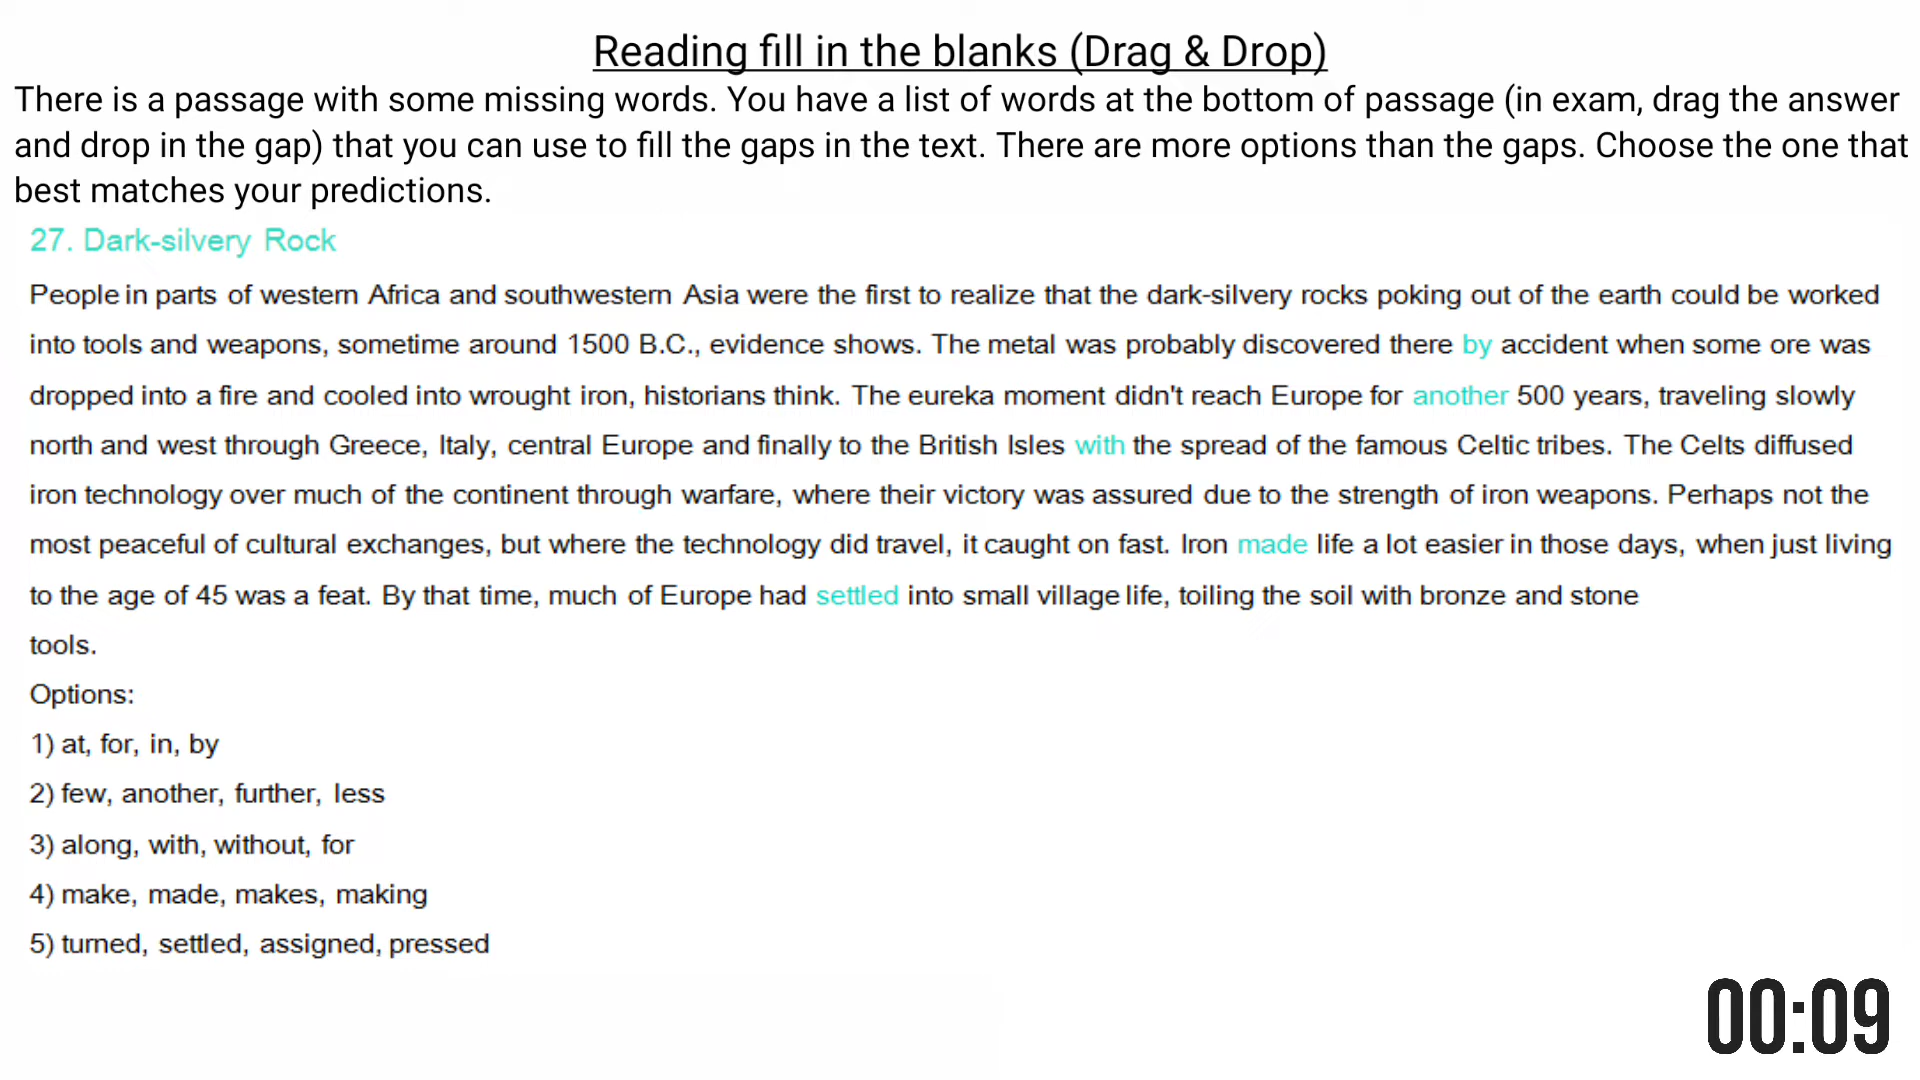 Reading fill in the blanks (Drag & Drop)
There is a passage with some missing words. You have a list of words at the bottom of passage (in exam, drag the answer
and drop in the gap) that you can use to fill the gaps in the text. There are more options than the gaps. Choose the one that
best matches your predictions.
27. Dark-silvery Rock
People in parts of western Africa and southwestern Asia were the first to realize that the dark-silvery rocks poking out of the earth could be worked
into tools and weapons, sometime around 1500 B.C., evidence shows. The metal was probably discovered there by accident when some ore was
dropped into a fire and cooled into wrought iron, historians think. The eureka moment didn't reach Europe for another 500 years, traveling slowly
north and west through Greece, Italy, central Europe and finally to the British Isles with the spread of the famous Celtic tribes. The Celts diffused
iron technology over much of the continent through warfare, where their victory was assured due to the strength of iron weapons. Perhaps not the
most peaceful of cultural exchanges, but where the technology did travel, it caught on fast. Iron made life a lot easier in those days, when just living
to the age of 45 was a feat. By that time, much of Europe had settled into small village life, toiling the soil with bronze and stone
tools.
Options:
1) at, for, in, by
2) few, another, further, less
3) along, with, without, for
4) make, made, makes, making
5) turned, settled, assigned, pressed
00:09